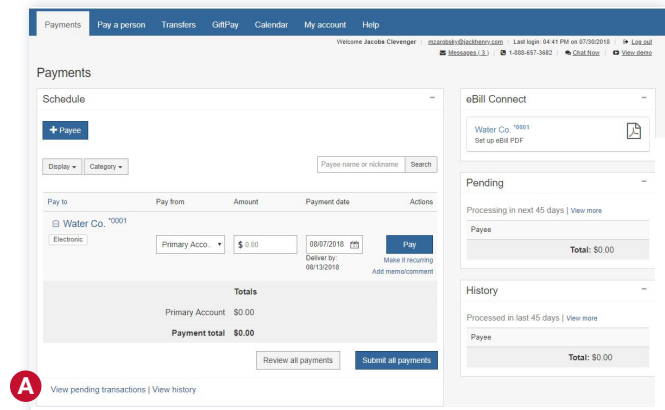 Payments Pay a person Transfers GiftPay Calendar My account Help
Welcome Jacobs Clevenger | mzarobsky@jackhenry.com | Last login: 04:41 PM on 07/30/2018 | Log out
Messages ( 3 ) | 1-888-657-3682 | Chat Now | View demo
Payments
Schedule
+ Payee
Display Category
Payee name or nickname Search
Pay to Pay from Amount Payment date Actions
Water Co. *0001
Electronic
Primary Acco.. $ 0.00 08/07/2018 Pay
Deliver by:
08/13/2018
Make it recurring
Add memo/comment
Totals
Primary Account $0.00
Payment total $0.00
Review all payments Submit all payments
A
View pending transactions | View history
eBill Connect
Water Co. *0001
Set up eBill PDF
Pending
Processing in next 45 days | View more
Payee
Total: $0.00
History
Processed in last 45 days | View more
Payee
Total: $0.00